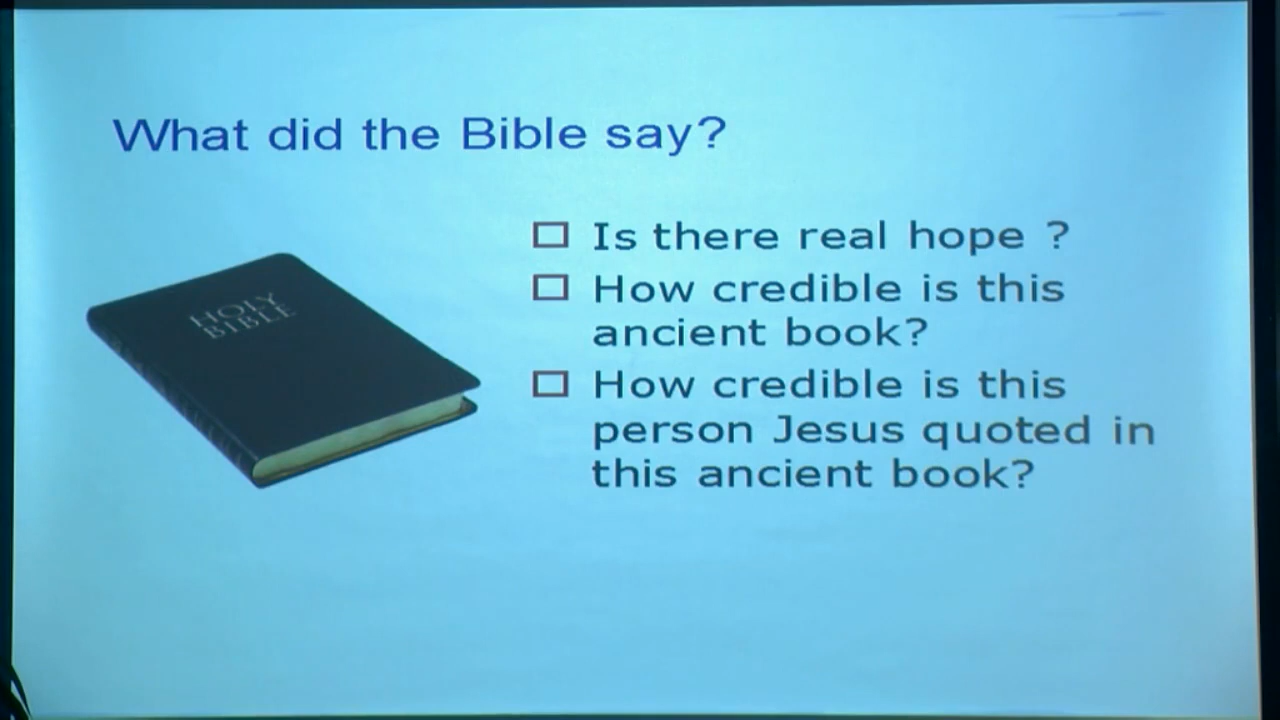 What did the Bible say?
HOLY
BIBLE
Is there real hope ?
How credible is this
ancient book?
How credible is this
person Jesus quoted in
this ancient book?